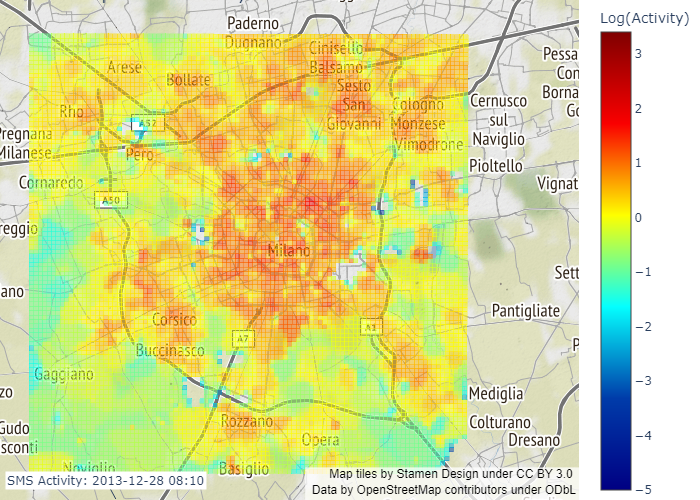 Log(Activity)
3
2
1
0
−1
−2
−3
−4
−5
Paderno
Dugnano
Cinisello
Balsamo
Arese
Bollate
Sesto
San
Giovanni
Cologno
Monzese
Vimodrone
Cernusco
sul
Naviglio
Pessa
Con
Borna
Rho
A52
Pero
Pregnana
Milanese
Pioltello
Cornaredo
A50
Vignat
reggio
Milano
Sett
ano
Pantigliate
Corsico
A7
A1
Buccinasco
Gaggiano
Mediglia
zo
Rozzano
Colturano
Gudo
sconti
Opera
Dresano
Noviglio
Basiglio
SMS Activity: 2013-12-28 08:10
Map tiles by Stamen Design under CC BY 3.0
Data by OpenStreetMap contributors under ODbL